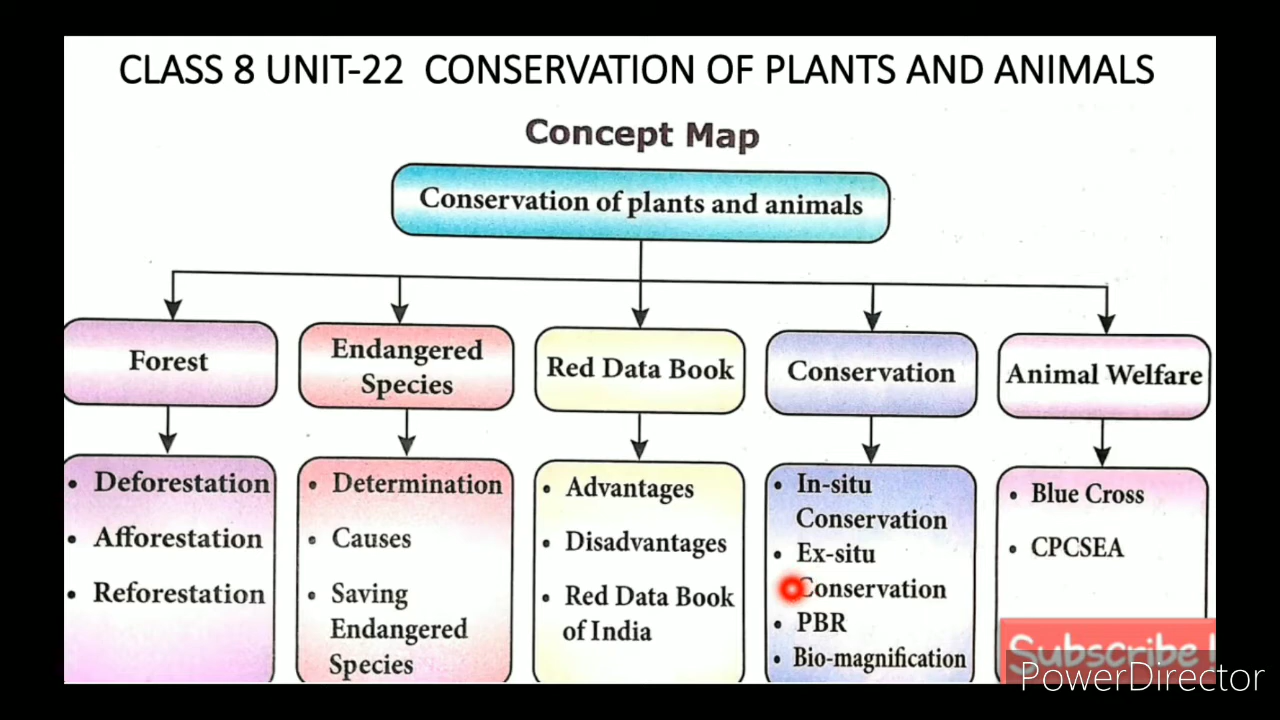 CLASS 8 UNIT-22 CONSERVATION OF PLANTS AND ANIMALS
Concept Map
Conservation of plants and animals
Forest
Endangered
Species
Red Data Book
Conservation
Animal Welfare
• Deforestation
• Afforestation
• Reforestation
• Determination
• Causes
• Saving
Endangered
Species
• Advantages
• Disadvantages
• Red Data Book
of India
• In-situ
Conservation
• Ex-situ
Conservation
• PBR
• Bio-magnification
• Blue Cross
• CPCSEA
Subscribe !
PowerDirector